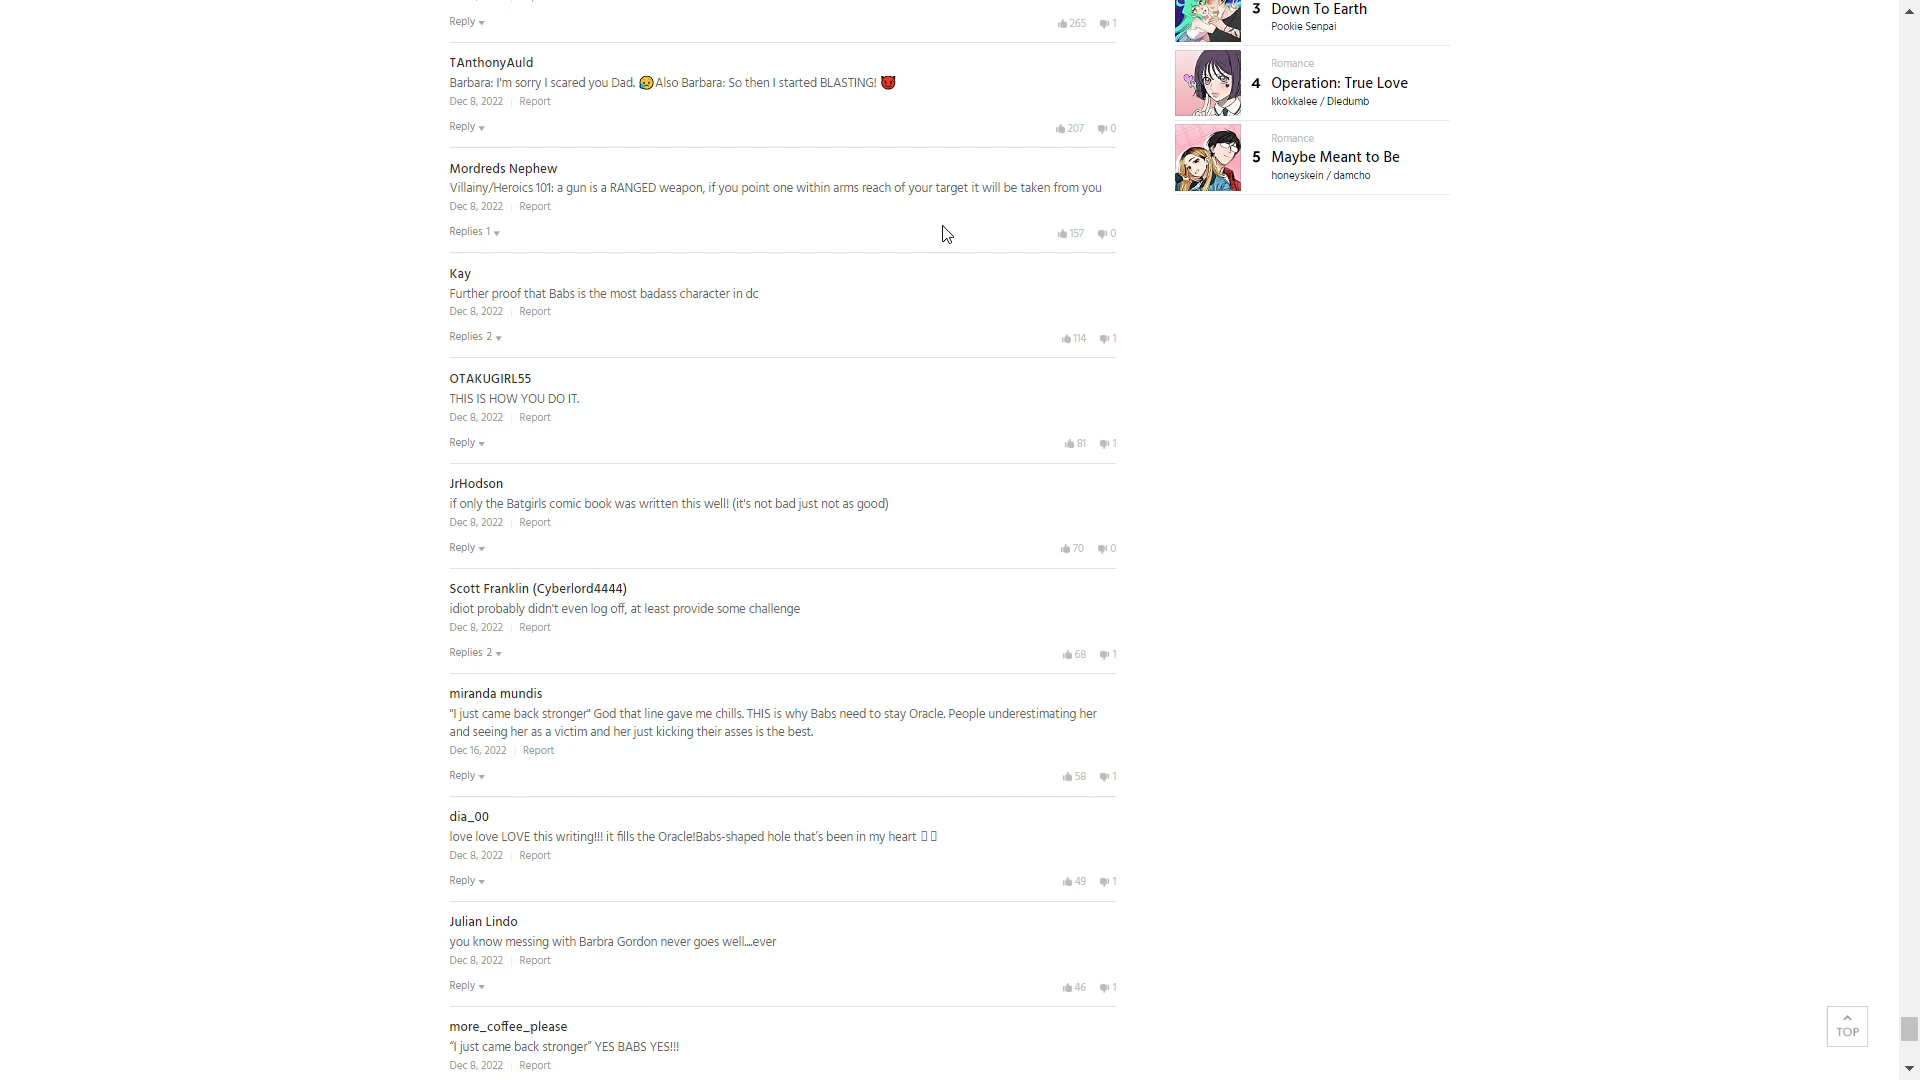 Reply
265 1
TAnthonyAuld
Barbara: I'm sorry I scared you Dad. 😥Also Barbara: So then I started BLASTING! 😈
Dec 8, 2022 | Report
Reply
207 0
Mordreds Nephew
Villainy/Heroics 101: a gun is a RANGED weapon, if you point one within arms reach of your target it will be taken from you
Dec 8, 2022 | Report
Replies 1
157 0
Kay
Further proof that Babs is the most badass character in dc
Dec 8, 2022 | Report
Replies 2
114 1
OTAKUGIRL55
THIS IS HOW YOU DO IT.
Dec 8, 2022 | Report
Reply
81 1
JrHodson
if only the Batgirls comic book was written this well! (it's not bad just not as good)
Dec 8, 2022 | Report
Reply
70 0
Scott Franklin (Cyberlord4444)
idiot probably didn't even log off, at least provide some challenge
Dec 8, 2022 | Report
Replies 2
68 1
miranda mundis
"I just came back stronger" God that line gave me chills. THIS is why Babs need to stay Oracle. People underestimating her
and seeing her as a victim and her just kicking their asses is the best.
Dec 16, 2022 | Report
Reply
58 1
dia_00
love love LOVE this writing!!! it fills the Oracle!Babs-shaped hole that’s been in my heart
Dec 8, 2022 | Report
Reply
49 1
Julian Lindo
you know messing with Barbra Gordon never goes well....ever
Dec 8, 2022 | Report
Reply
46 1
more_coffee_please
“I just came back stronger” YES BABS YES!!!
Dec 8, 2022 | Report
3 Down To Earth
Pookie Senpai
Romance
4 Operation: True Love
kkokkalee / Dledumb
Romance
5 Maybe Meant to Be
honeyskein / damcho
TOP